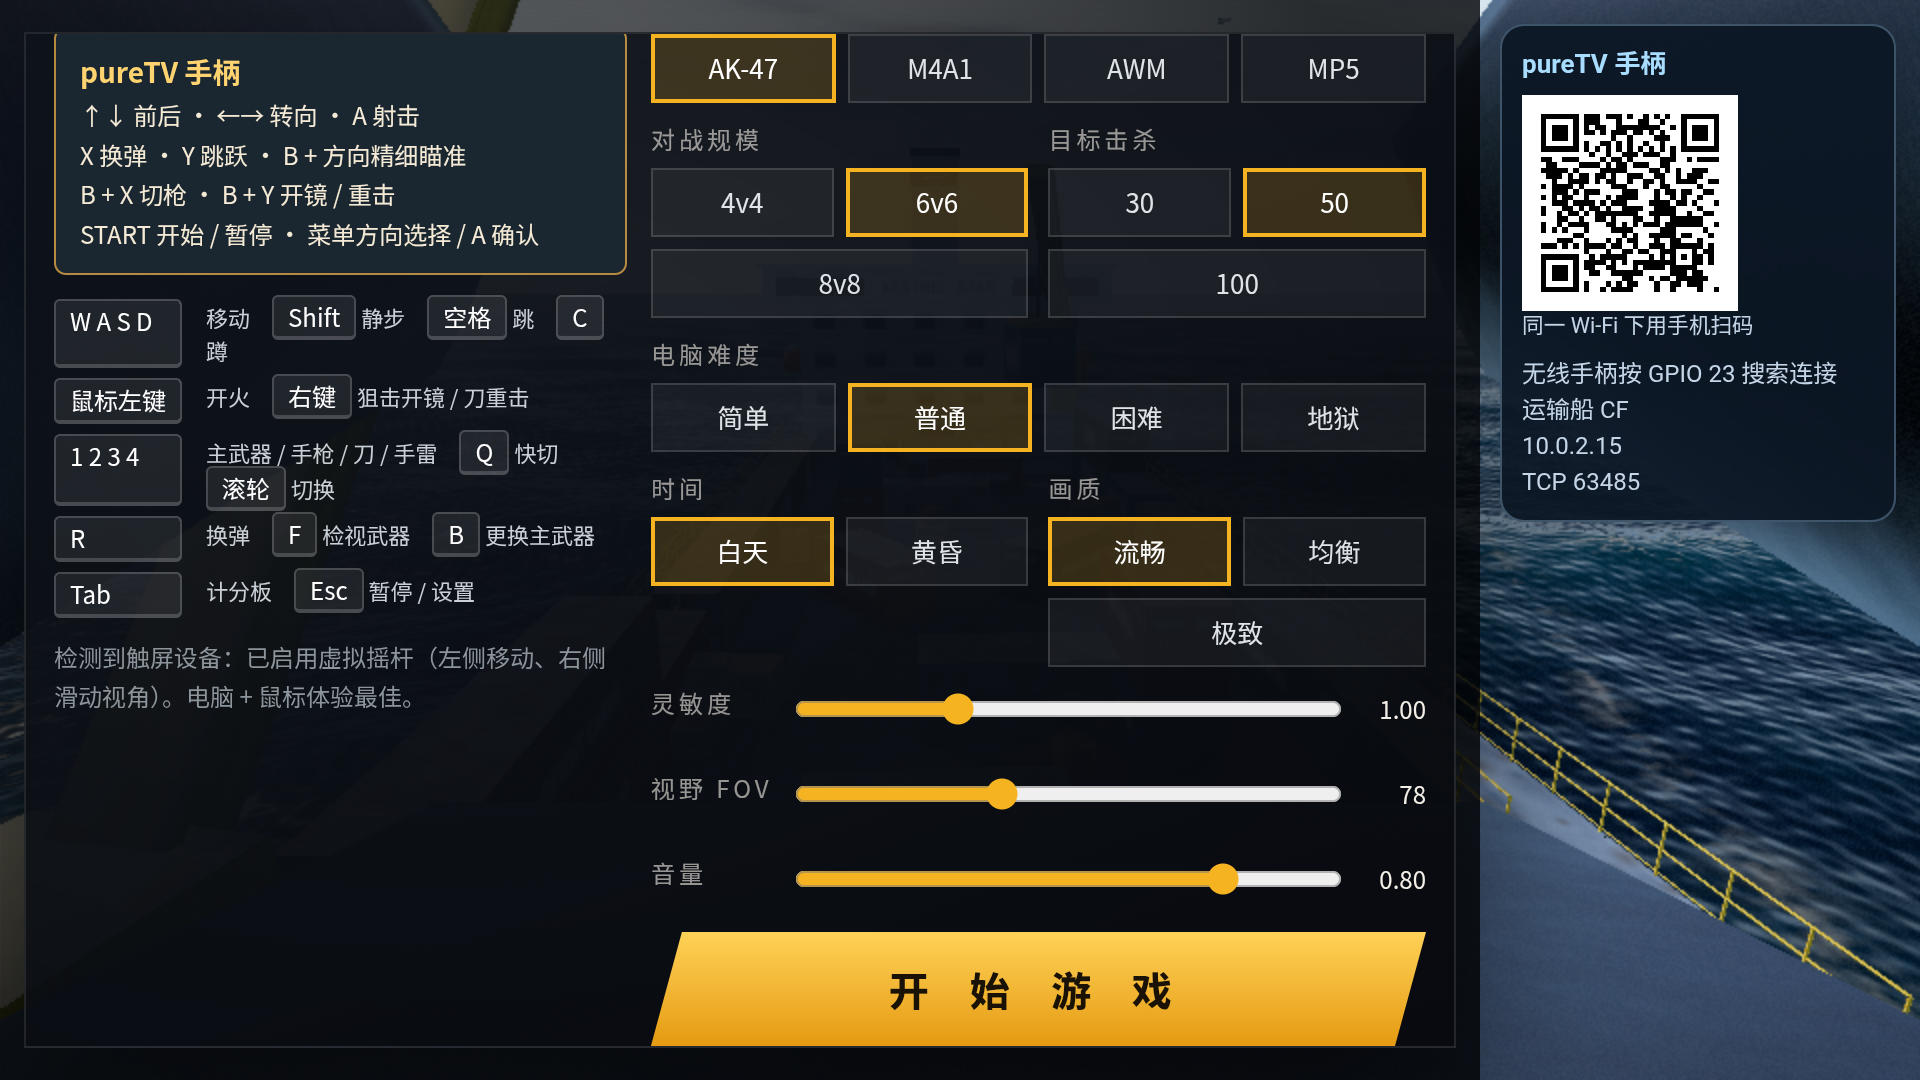 pureTV 手柄
↑↓ 前后 · ←→ 转向 · A 射击
X 换弹 · Y 跳跃 · B + 方向精细瞄准
B + X 切枪 · B + Y 开镜 / 重击
START 开始 / 暂停 · 菜单方向选择 / A 确认
W A S D 移动 Shift 静步 空格 跳 C
蹲
鼠标左键 开火 右键 狙击开镜 / 刀重击
1 2 3 4 主武器 / 手枪 / 刀 / 手雷 Q 快切
滚轮 切换
R 换弹 F 检视武器 B 更换主武器
Tab 计分板 Esc 暂停 / 设置
检测到触屏设备：已启用虚拟摇杆（左侧移动、右侧
滑动视角）。电脑 + 鼠标体验最佳。
AK-47 M4A1 AWM MP5
对战规模 目标击杀
4v4 6v6 30 50
8v8 100
电脑难度
简单 普通 困难 地狱
时间 画质
白天 黄昏 流畅 均衡
极致
灵敏度 1.00
视野 FOV 78
音量 0.80
开始游戏
pureTV 手柄
同一 Wi-Fi 下用手机扫码
无线手柄按 GPIO 23 搜索连接
运输船 CF
10.0.2.15
TCP 63485